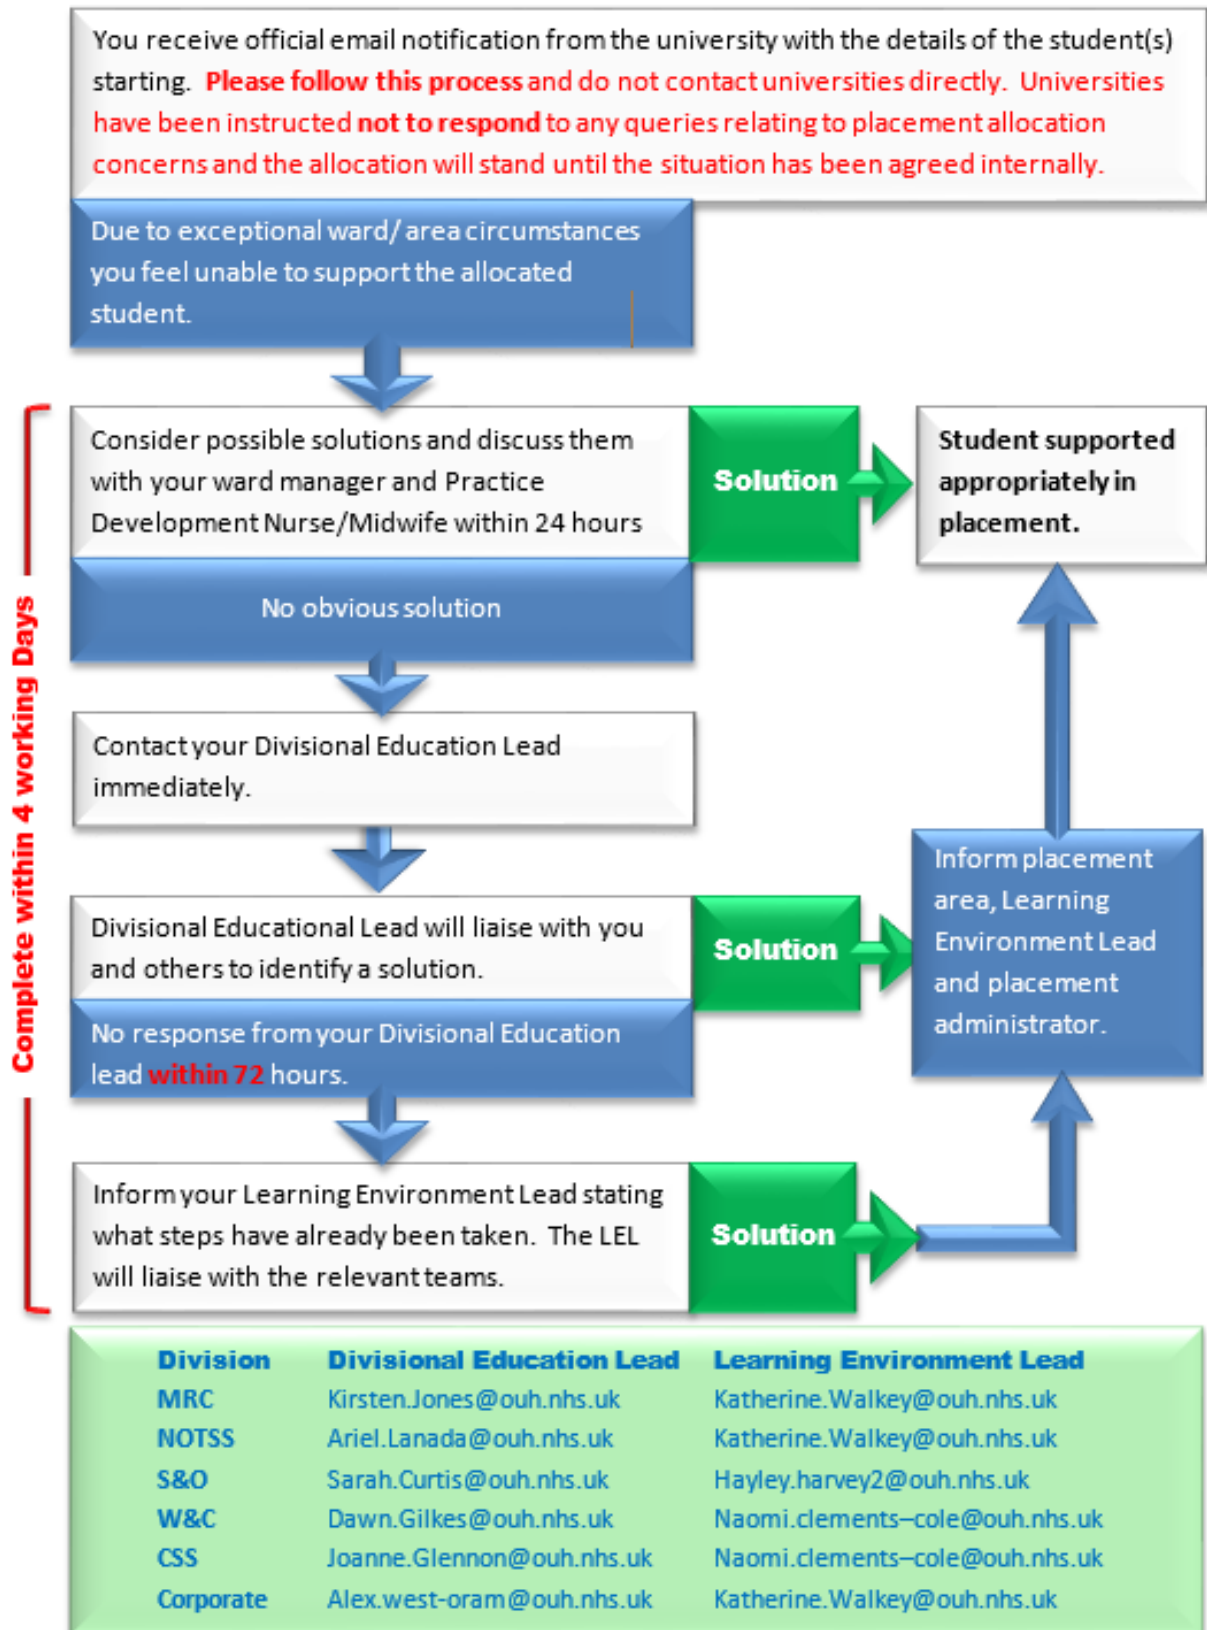 You receive official email notification from the university with the details of the student(s)
starting. Please follow this process and do not contact universities directly. Universities
have been instructed not to respond to any queries relating to placement allocation
concerns and the allocation will stand until the situation has been agreed internally.
Due to exceptional ward/ area circumstances
you feel unable to support the allocated
student.
Complete within 4 working Days
Consider possible solutions and discuss them
with your ward manager and Practice
Development Nurse/Midwife within 24 hours
Solution
Student supported
appropriately in
placement.
No obvious solution
Contact your Divisional Education Lead
immediately.
Divisional Educational Lead will liaise with you
and others to identify a solution.
Solution
Inform placement
area, Learning
Environment Lead
and placement
administrator.
No response from your Divisional Education
lead within 72 hours.
Inform your Learning Environment Lead stating
what steps have already been taken. The LEL
will liaise with the relevant teams.
Solution
Division Divisional Education Lead Learning Environment Lead
MRC Kirsten.Jones@ouh.nhs.uk Katherine.Walkey@ouh.nhs.uk
NOTSS Ariel.Lanada@ouh.nhs.uk Katherine.Walkey@ouh.nhs.uk
S&O Sarah.Curtis@ouh.nhs.uk Hayley.harvey2@ouh.nhs.uk
W&C Dawn.Gilkes@ouh.nhs.uk Naomi.clements–cole@ouh.nhs.uk
CSS Joanne.Glennon@ouh.nhs.uk Naomi.clements–cole@ouh.nhs.uk
Corporate Alex.west-oram@ouh.nhs.uk Katherine.Walkey@ouh.nhs.uk